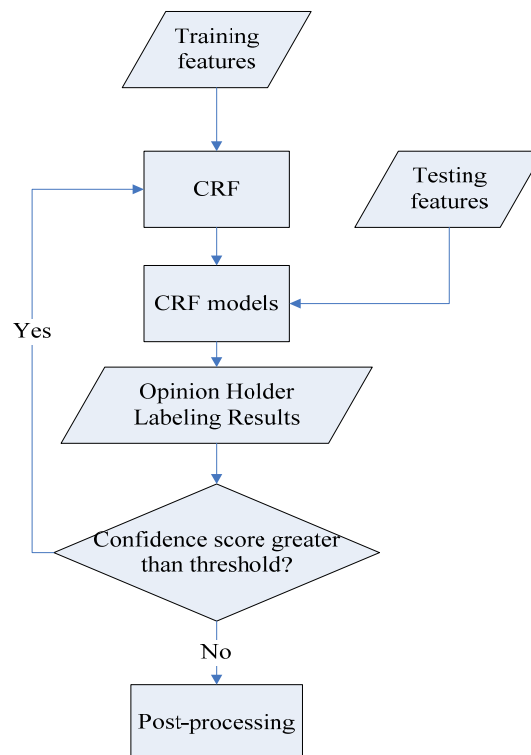 Training
features
CRF
Testing
features
CRF models
Yes
Opinion Holder
Labeling Results
Confidence score greater
than threshold?
No
Post-processing